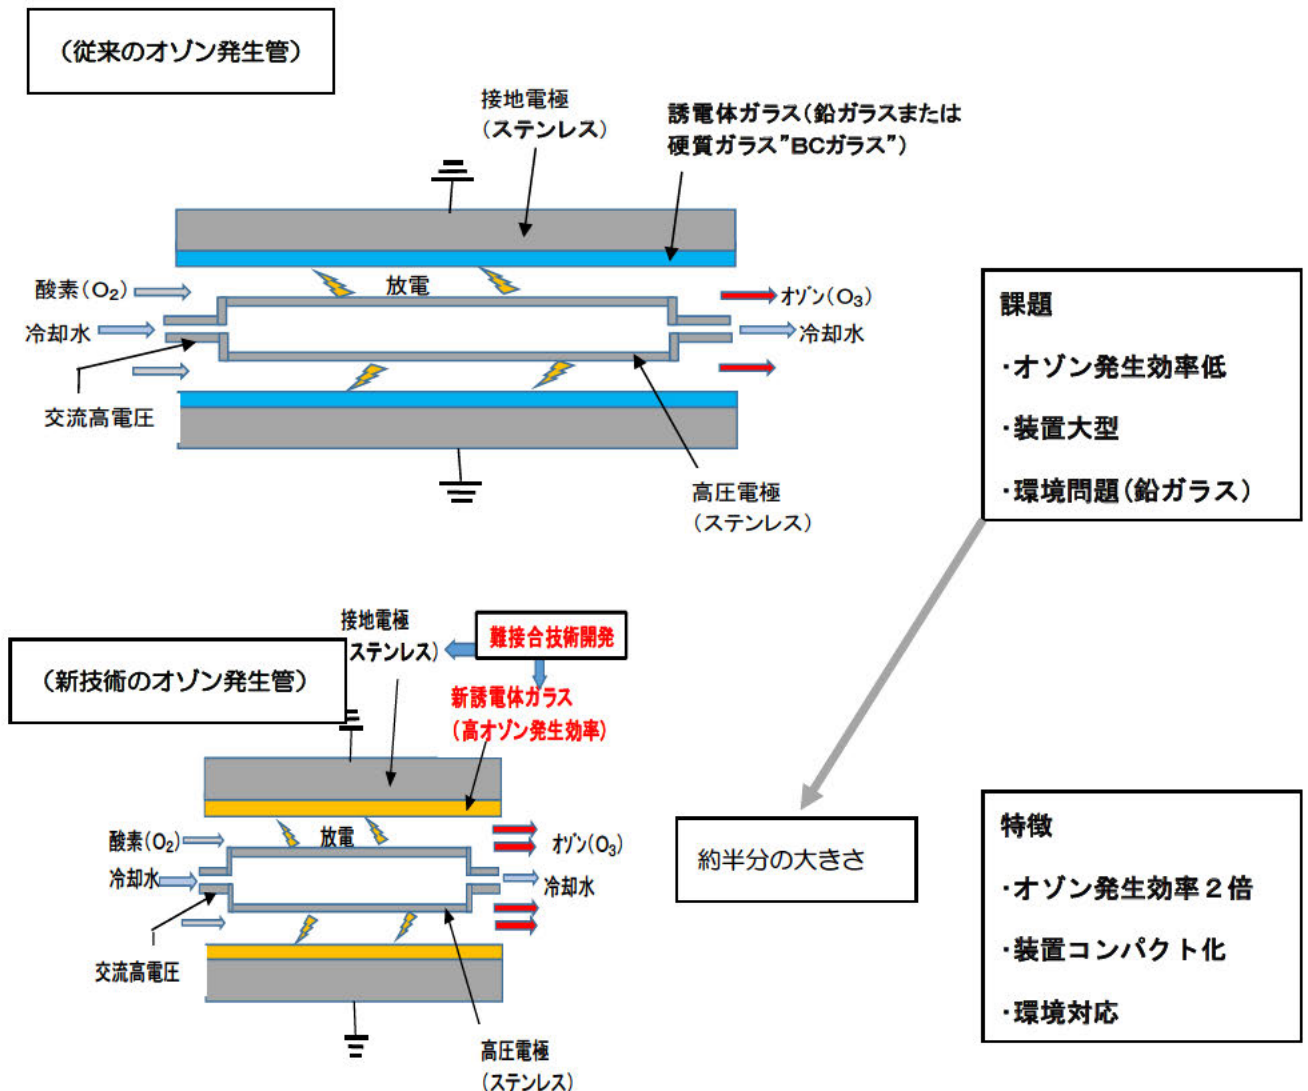 （従来のオゾン発生管）
接地電極
（ステンレス）
誘電体ガラス（鉛ガラスまたは
硬質ガラス”ＢＣガラス”）
酸素（Ｏ₂）
放電
オゾン（Ｏ₃）
冷却水
冷却水
交流高電圧
高圧電極
（ステンレス）
課題
・オゾン発生効率低
・装置大型
・環境問題（鉛ガラス）
（新技術のオゾン発生管）
接地電極
ステンレス）
難接合技術開発
新誘電体ガラス
（高オゾン発生効率）
酸素（Ｏ₂）
放電
オゾン（Ｏ₃）
冷却水
冷却水
交流高電圧
高圧電極
（ステンレス）
約半分の大きさ
特徴
・オゾン発生効率２倍
・装置コンパクト化
・環境対応